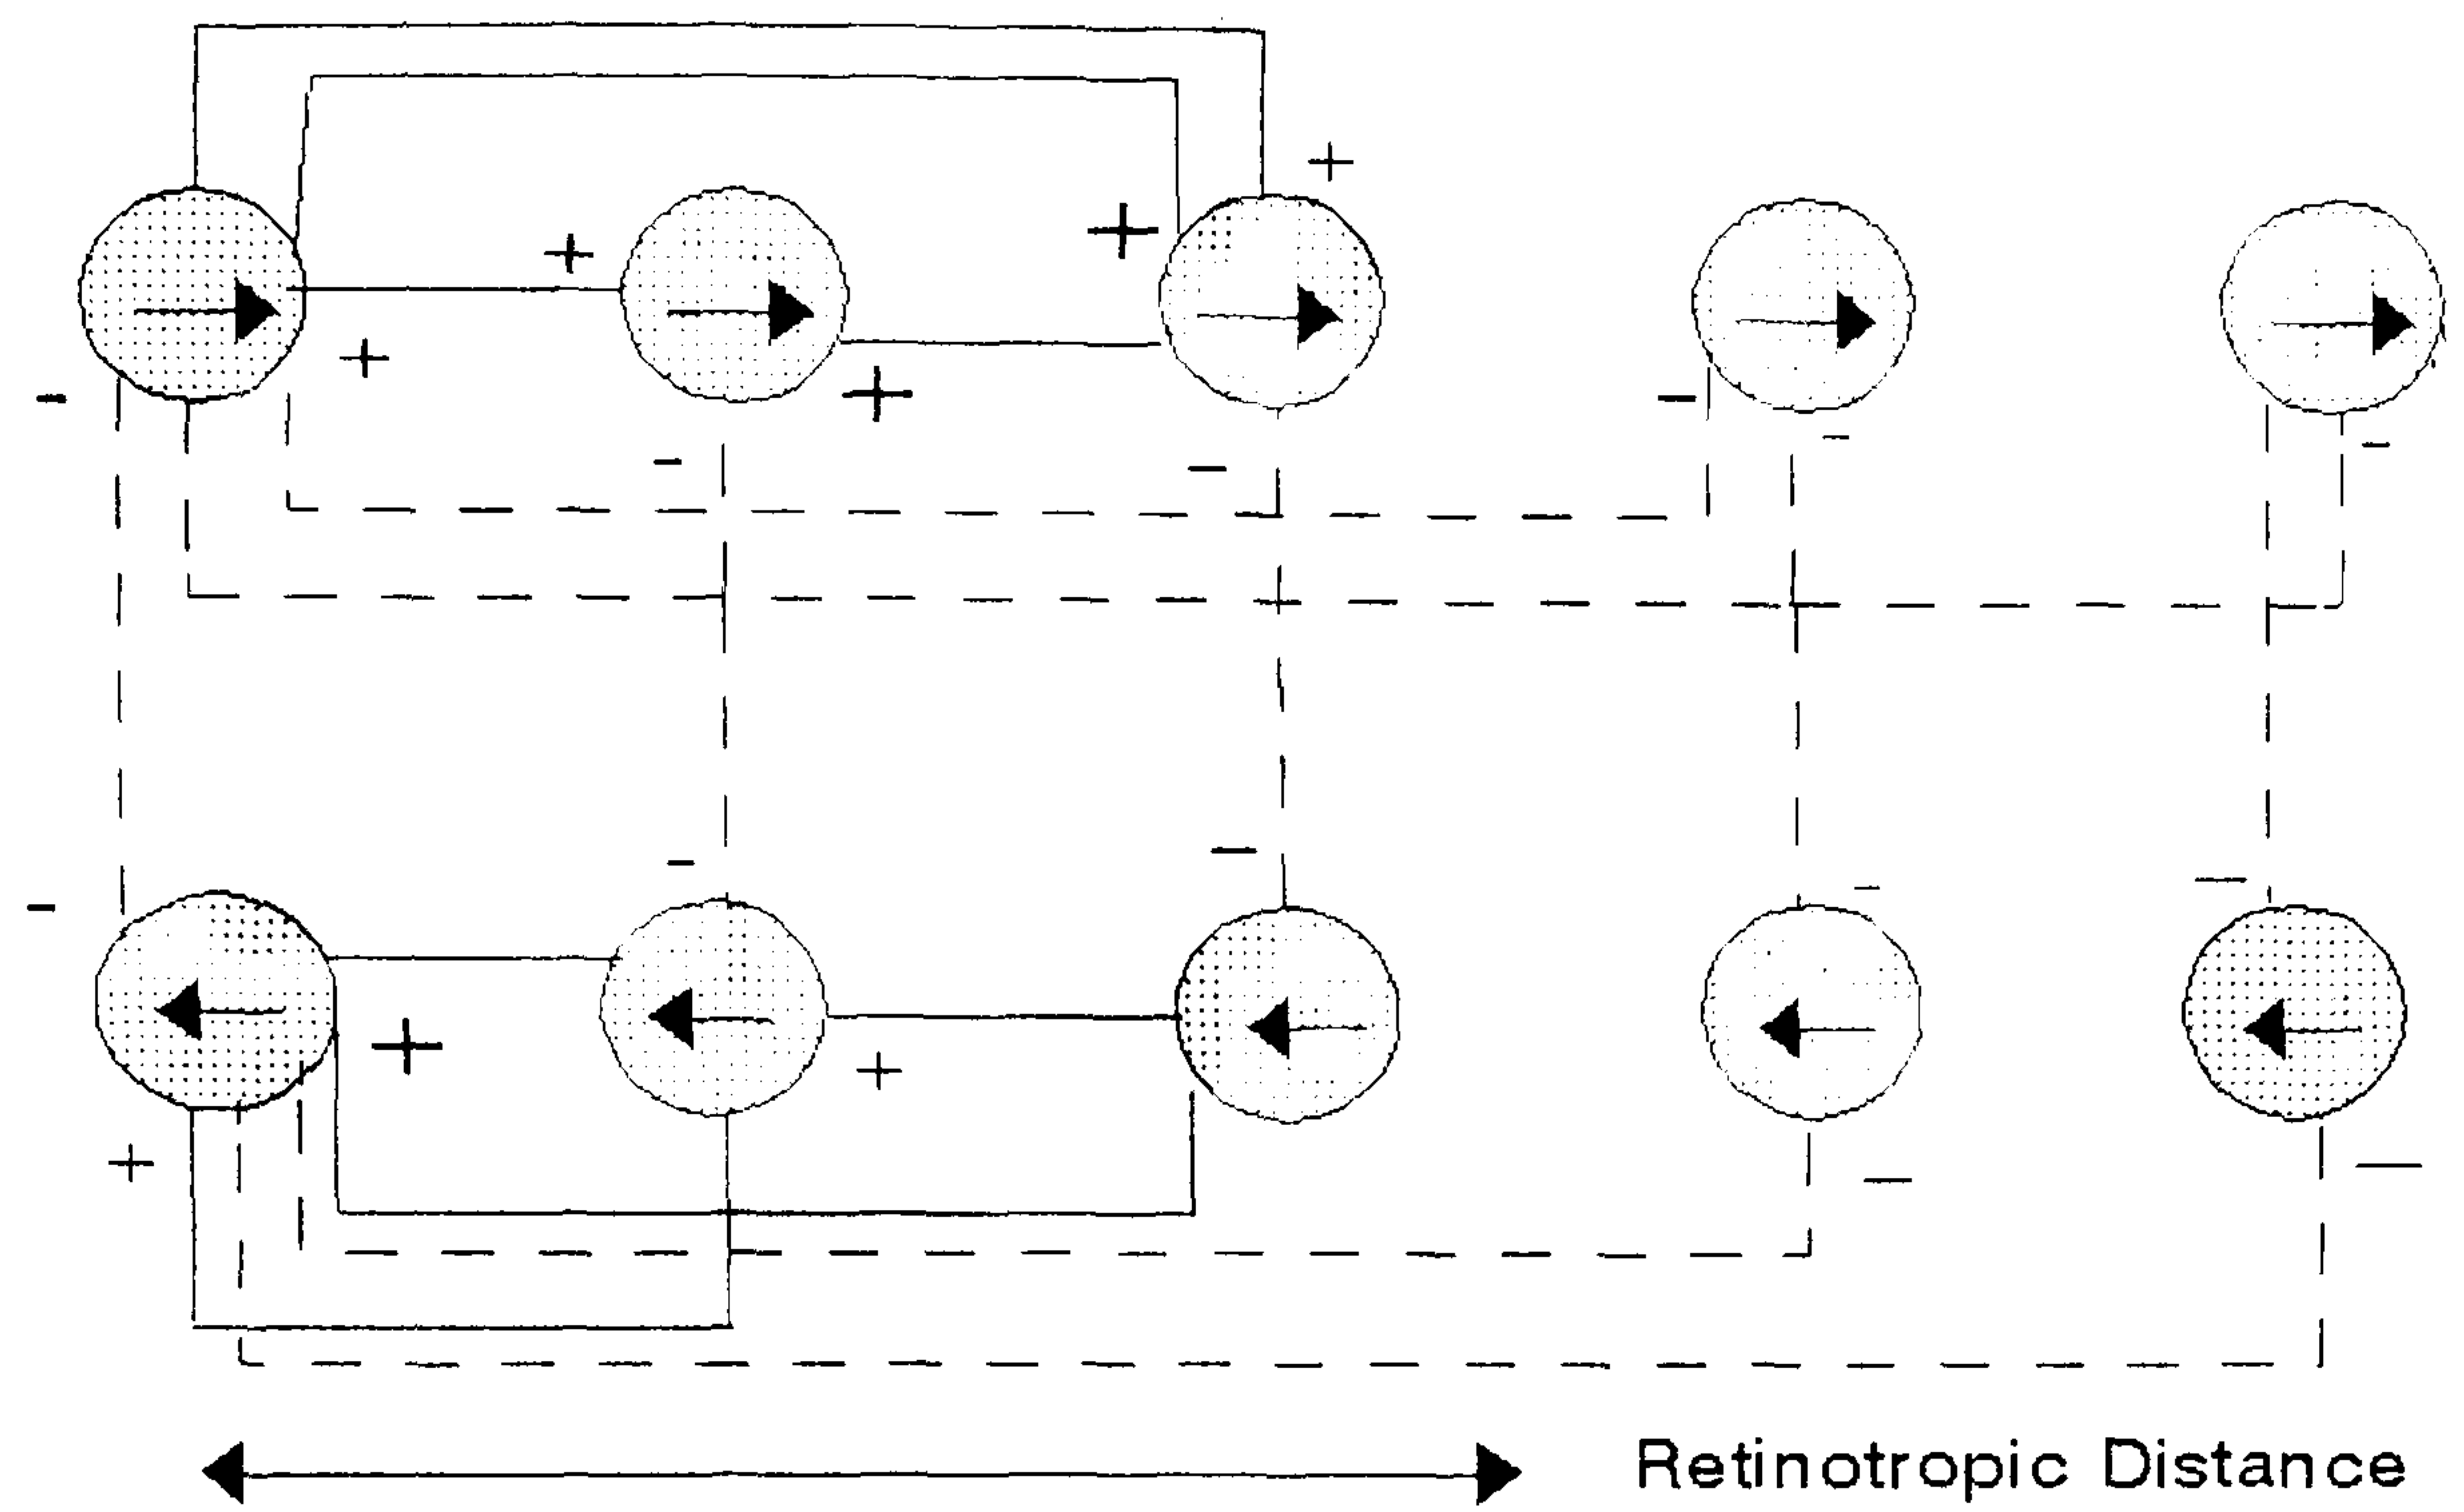 +
+ +
+
- + -
- - - -
- - - -
-
+
+
+ - -
Retinotropic Distance